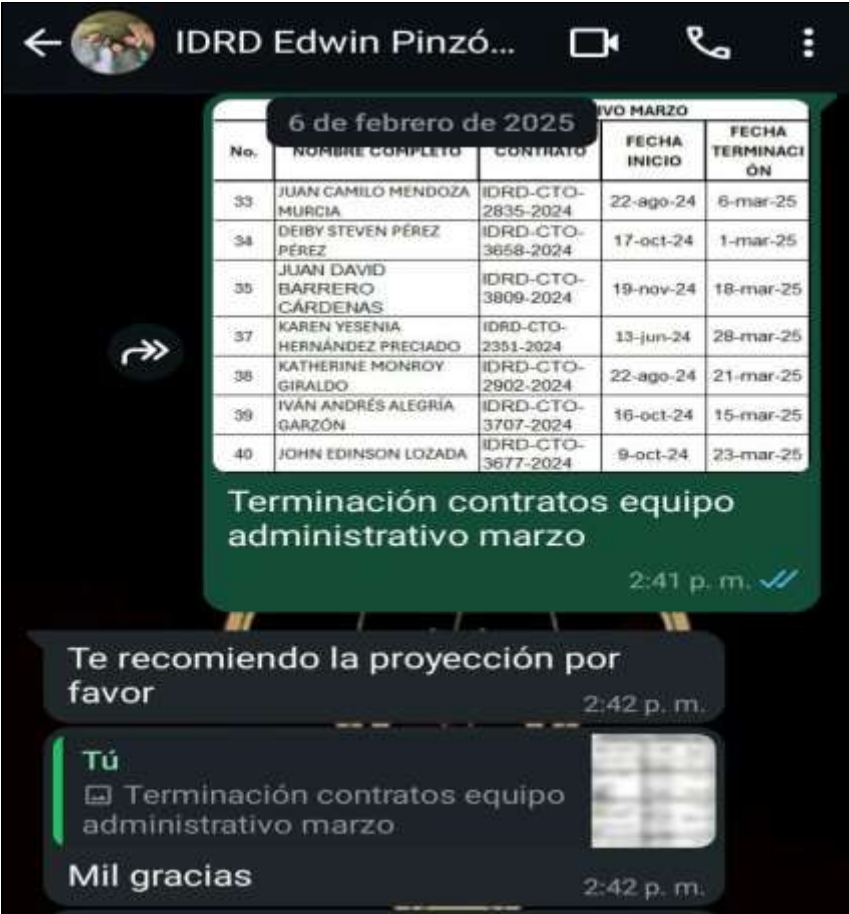 IDRD Edwin Pinzó...
6 de febrero de 2025
IVO MARZO
No. NOMBRE COMPLETO CONTRATO FECHA INICIO FECHA TERMINACI ÓN
33 JUAN CAMILO MENDOZA MURCIA IDRD-CTO-2835-2024 22-ago-24 6-mar-25
34 DEIBY STEVEN PÉREZ PÉREZ IDRD-CTO-3658-2024 17-oct-24 1-mar-25
35 JUAN DAVID BARRERO CÁRDENAS IDRD-CTO-3809-2024 19-nov-24 18-mar-25
37 KAREN YESENIA HERNÁNDEZ PRECIADO IDRD-CTO-2351-2024 13-jun-24 28-mar-25
38 KATHERINE MONROY GIRALDO IDRD-CTO-2902-2024 22-ago-24 21-mar-25
39 IVÁN ANDRÉS ALEGRÍA GARZÓN IDRD-CTO-3707-2024 16-oct-24 15-mar-25
40 JOHN EDINSON LOZADA IDRD-CTO-3677-2024 9-oct-24 23-mar-25
Terminación contratos equipo
administrativo marzo
2:41 p. m.
Te recomiendo la proyección por
favor
2:42 p. m.
Tú
Terminación contratos equipo
administrativo marzo
Mil gracias
2:42 p. m.